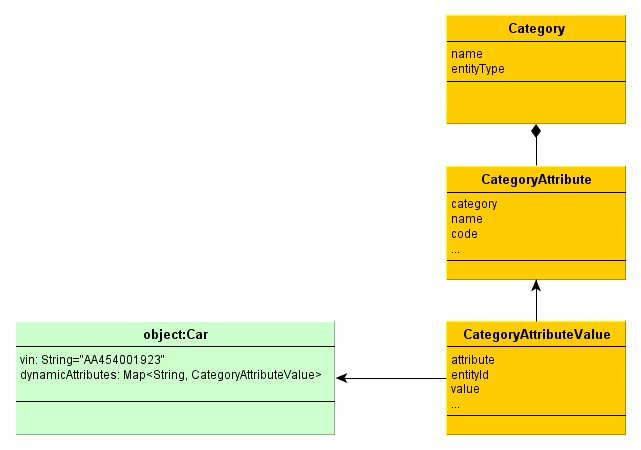 Category
name
entityType
CategoryAttribute
category
name
code
...
object:Car
vin: String="AA454001923"
dynamicAttributes: Map<String, CategoryAttributeValue>
CategoryAttributeValue
attribute
entityId
value
...